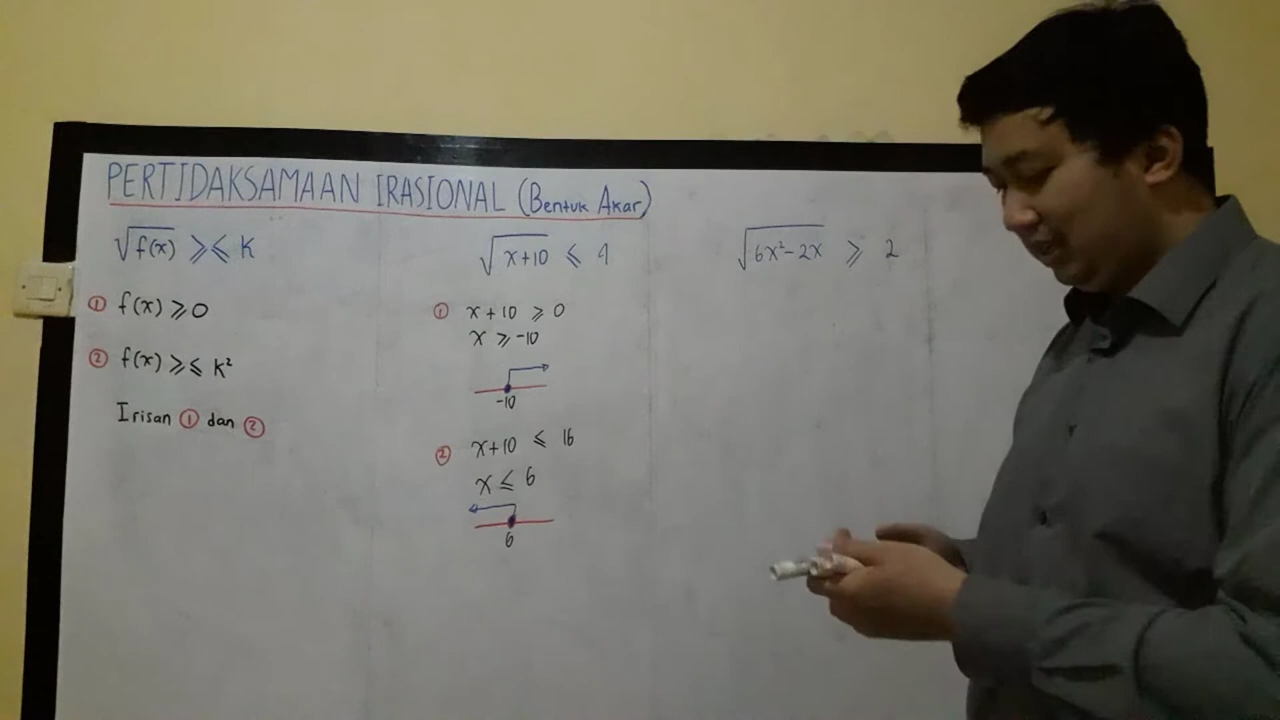 PERTIDAKSAMAAN IRASIONAL (Bentuk Akar)
√f(x) ⩾⩽ K
① f(x) ⩾ 0
② f(x) ⩾⩽ K²
Irisan ① dan ②
√x+10 ⩽ 4
① x + 10 ⩾ 0
x ⩾ -10
-10
② x+10 ⩽ 16
x ⩽ 6
6
√6x²-2x ⩾ 2